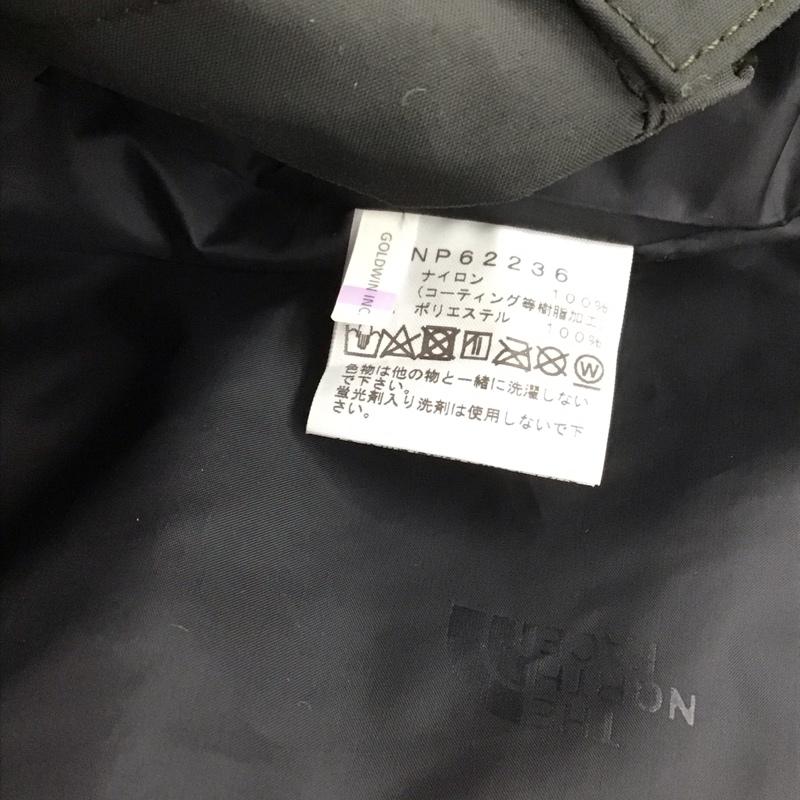 GOLDWIN INC.
NP62236
ナイロン 100%
(コーティング等樹脂加工)
ポリエステル 100%
W
色物は他の物と一緒に洗濯しない
で下さい。
蛍光剤入り洗剤は使用しないで下
さい。
THE
NORTH
FACE